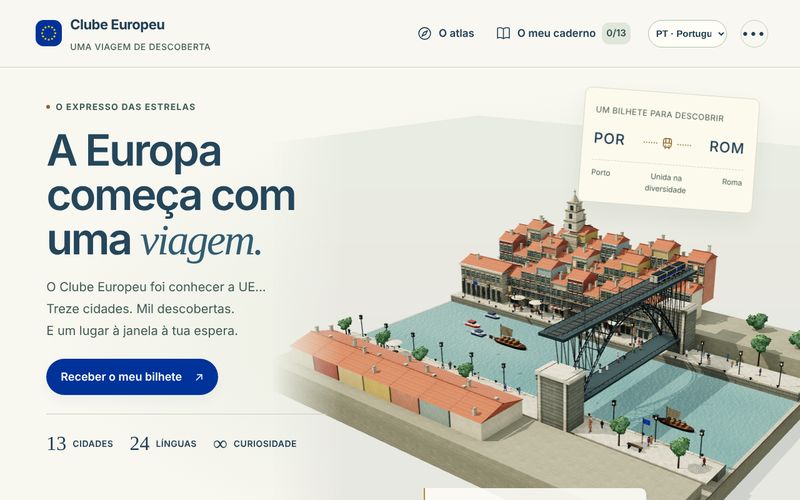 Clube Europeu
UMA VIAGEM DE DESCOBERTA
O atlas
O meu caderno 0/13
PT · Portugu
O EXPRESSO DAS ESTRELAS
A Europa
começa com
uma viagem.
O Clube Europeu foi conhecer a UE...
Treze cidades. Mil descobertas.
E um lugar à janela à tua espera.
Receber o meu bilhete
13 CIDADES 24 LÍNGUAS ∞ CURIOSIDADE
UM BILHETE PARA DESCOBRIR
POR ROM
Porto Unida na diversidade Roma